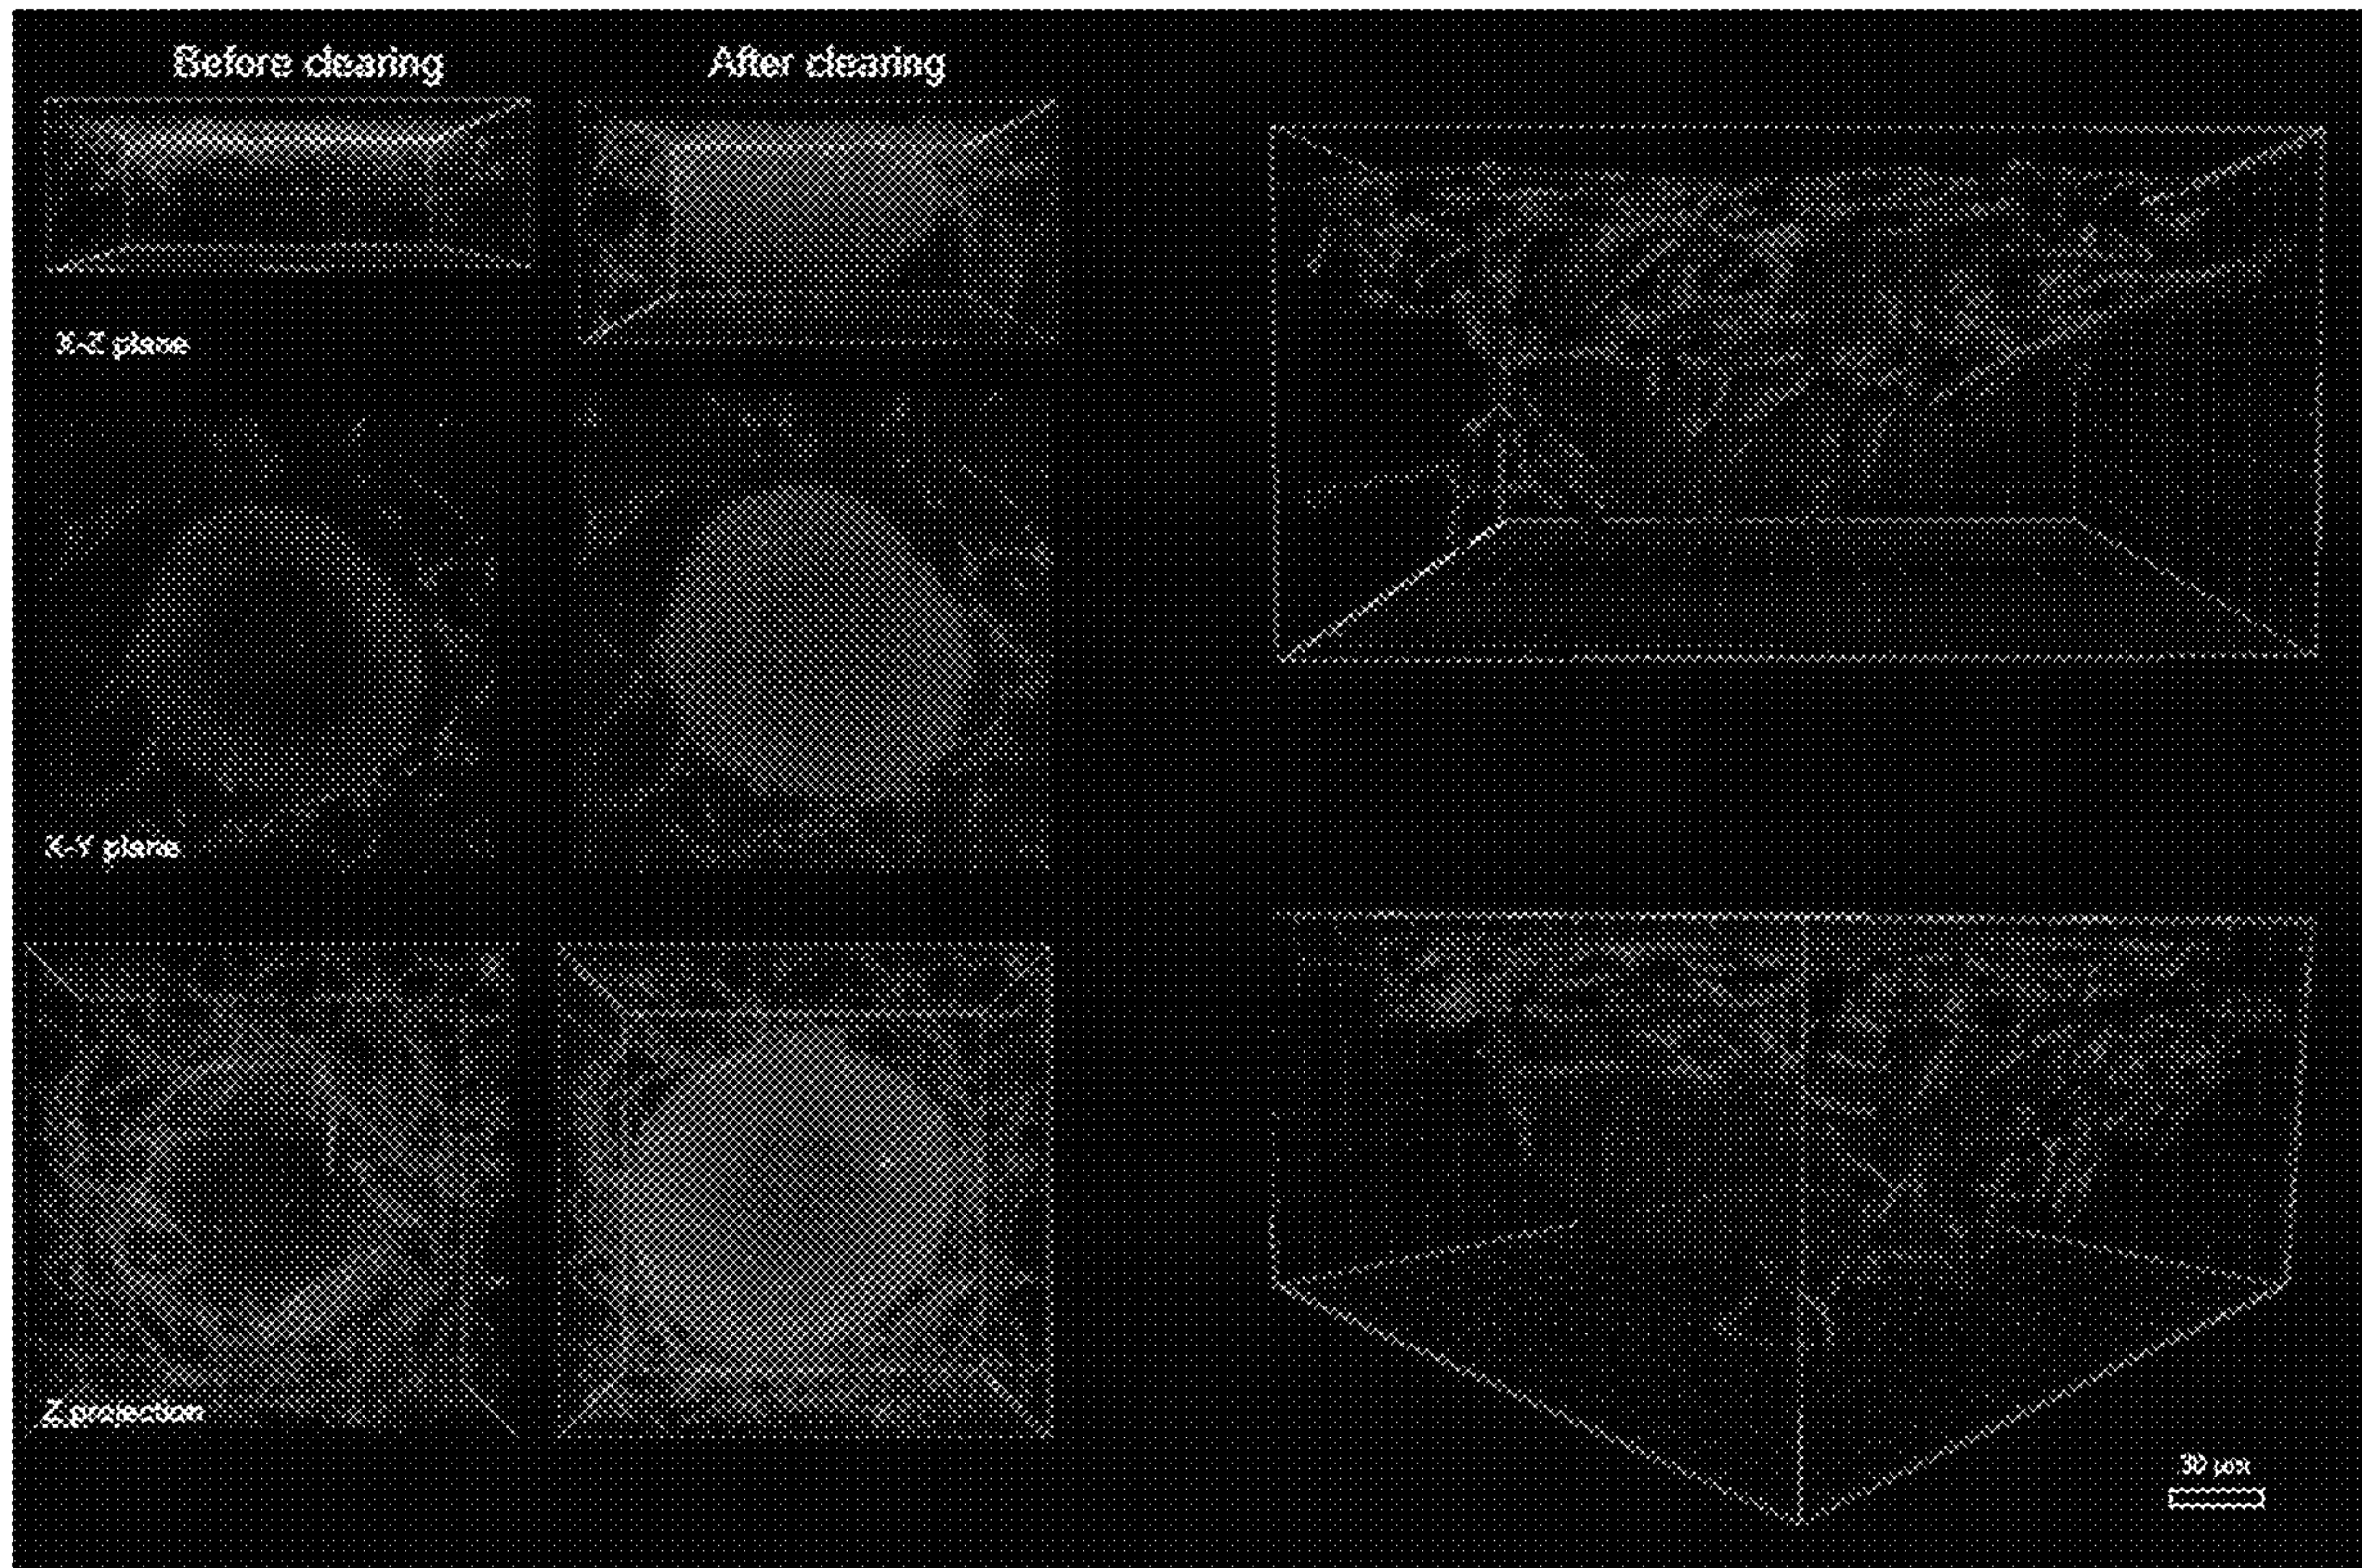 Before clearing
After clearing
X-Z plane
X-Y plane
Z projection
30 µm